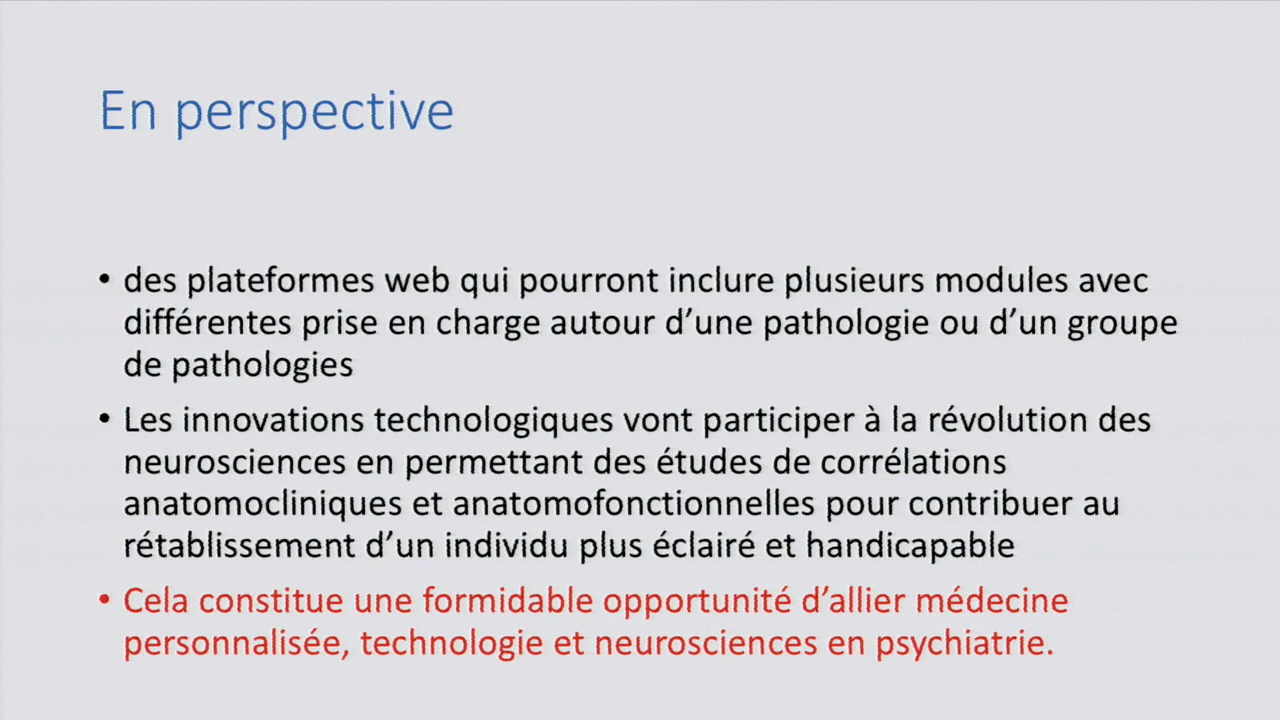 En perspective
• des plateformes web qui pourront inclure plusieurs modules avec
différentes prise en charge autour d’une pathologie ou d’un groupe
de pathologies
• Les innovations technologiques vont participer à la révolution des
neurosciences en permettant des études de corrélations
anatomocliniques et anatomofonctionnelles pour contribuer au
rétablissement d’un individu plus éclairé et handicapable
• Cela constitue une formidable opportunité d’allier médecine
personnalisée, technologie et neurosciences en psychiatrie.